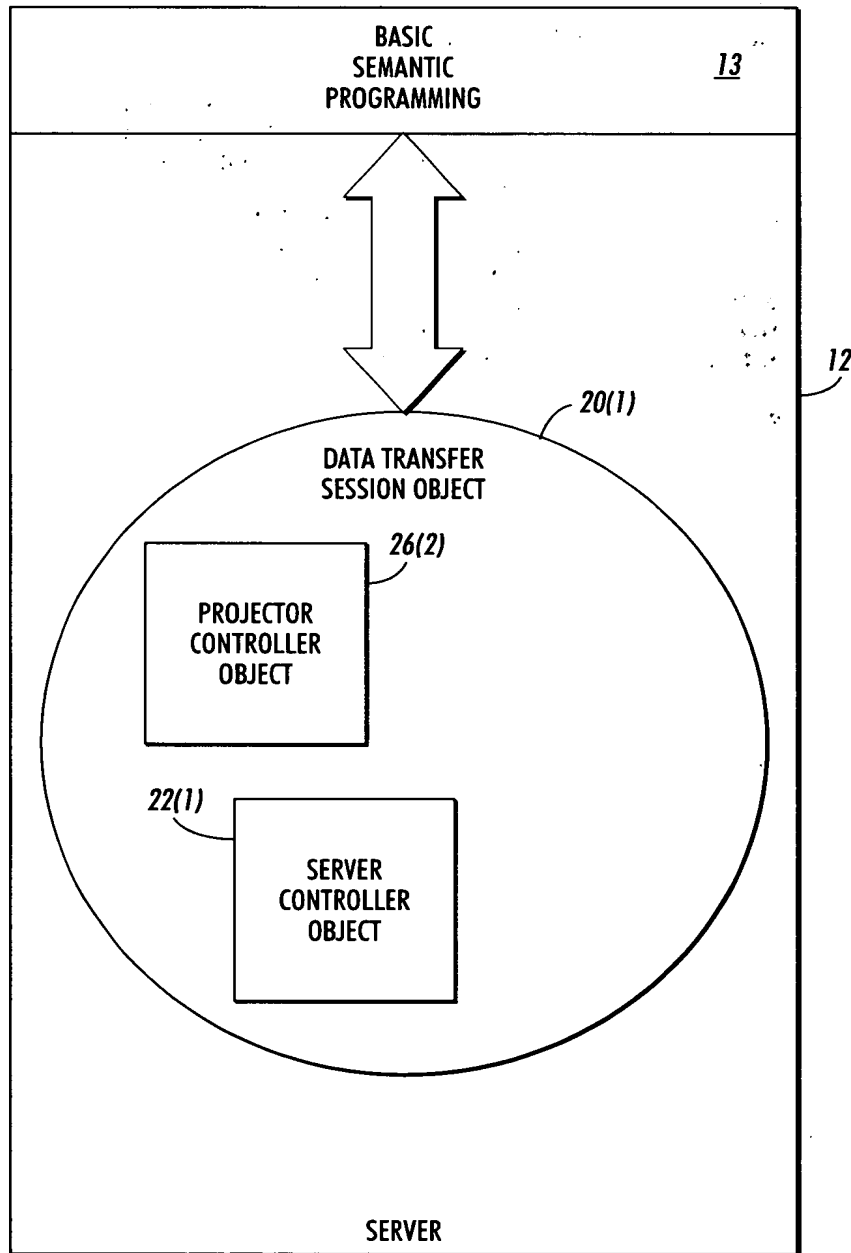 BASIC
SEMANTIC
PROGRAMMING
13
12
20(1)
DATA TRANSFER
SESSION OBJECT
26(2)
PROJECTOR
CONTROLLER
OBJECT
22(1)
SERVER
CONTROLLER
OBJECT
SERVER